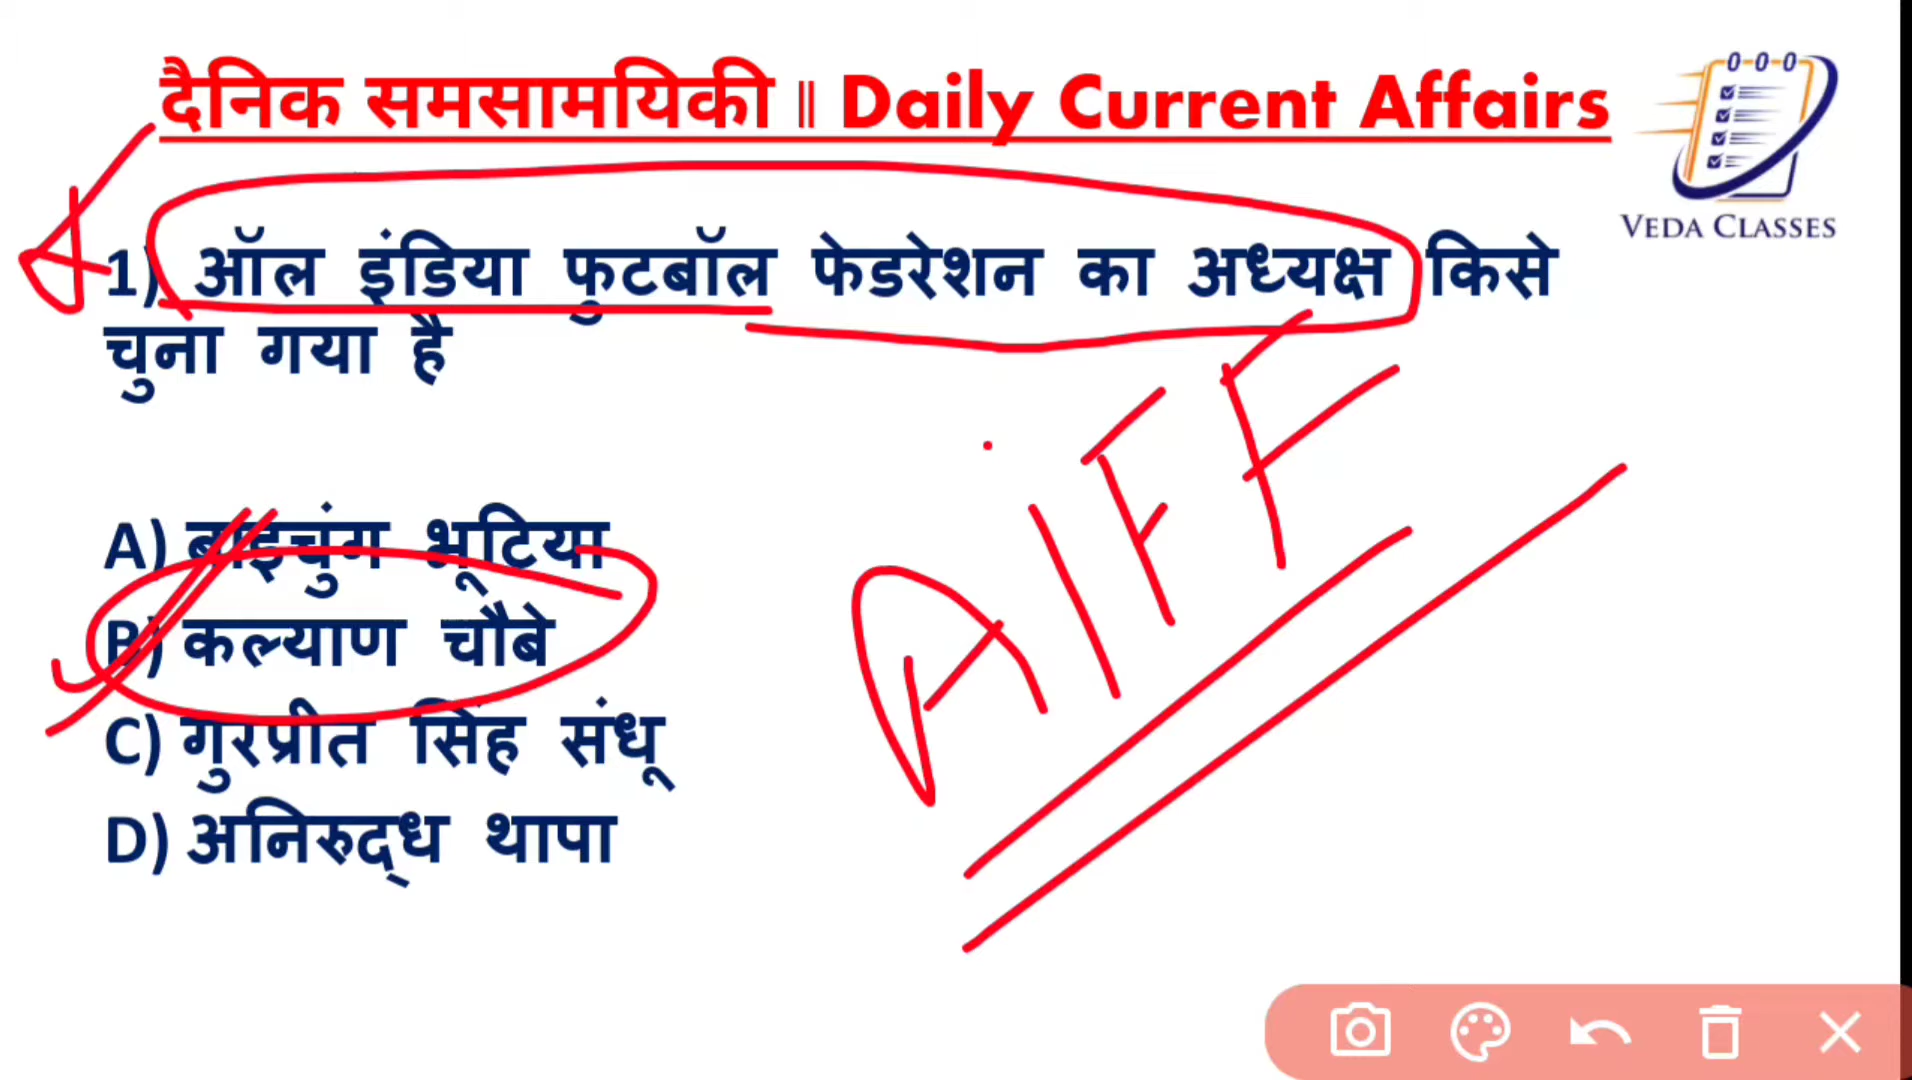 दैनिक समसामयिकी || Daily Current Affairs
VEDA CLASSES
1) ऑल इंडिया फुटबॉल फेडरेशन का अध्यक्ष किसे
चुना गया है
AIFF
A) बाइचुंग भूटिया
B) कल्याण चौबे
C) गुरप्रीत सिंह संधू
D) अनिरुद्ध थापा